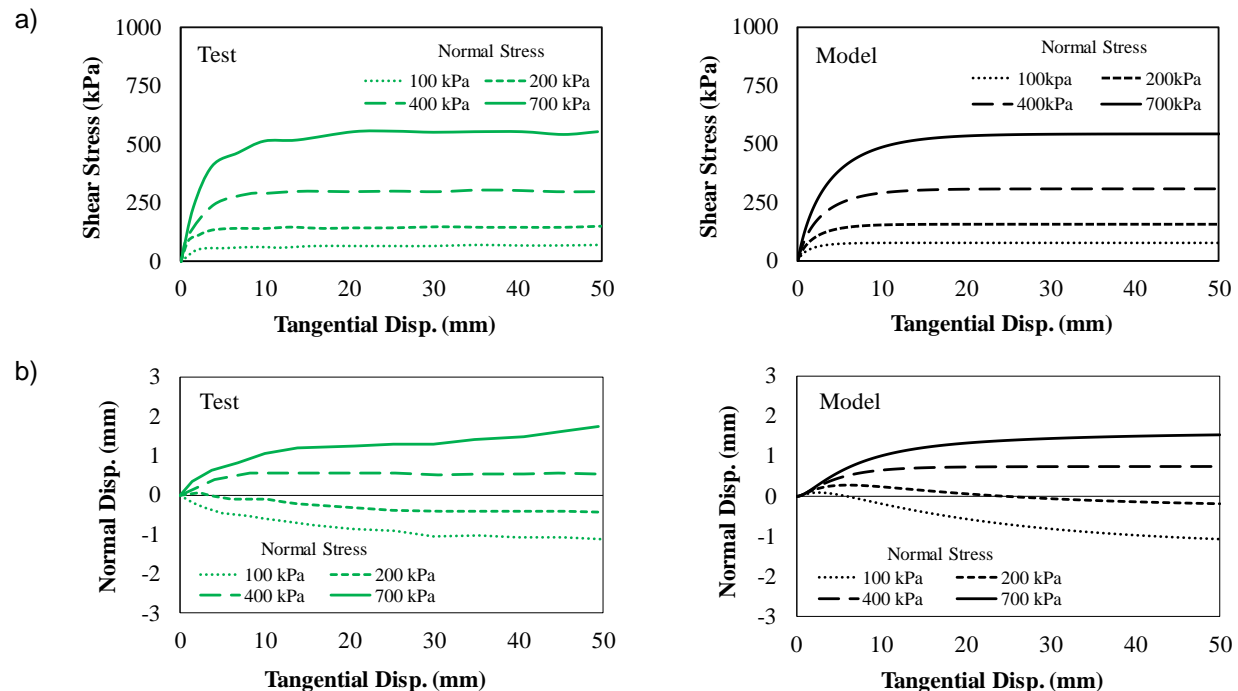 a)
Shear Stress (kPa)
1000
750
500
250
0
Test
Normal Stress
100 kPa
200 kPa
400 kPa
700 kPa
0 10 20 30 40 50
Tangential Disp. (mm)
Shear Stress (kPa)
1000
750
500
250
0
Model
Normal Stress
100kpa
200kPa
400kPa
700kPa
0 10 20 30 40 50
Tangential Disp. (mm)
b)
Normal Disp. (mm)
3
2
1
0
-1
-2
-3
Test
Normal Stress
100 kPa
200 kPa
400 kPa
700 kPa
0 10 20 30 40 50
Tangential Disp. (mm)
Normal Disp. (mm)
3
2
1
0
-1
-2
-3
Model
Normal Stress
100 kPa
200 kPa
400 kPa
700 kPa
0 10 20 30 40 50
Tangential Disp. (mm)